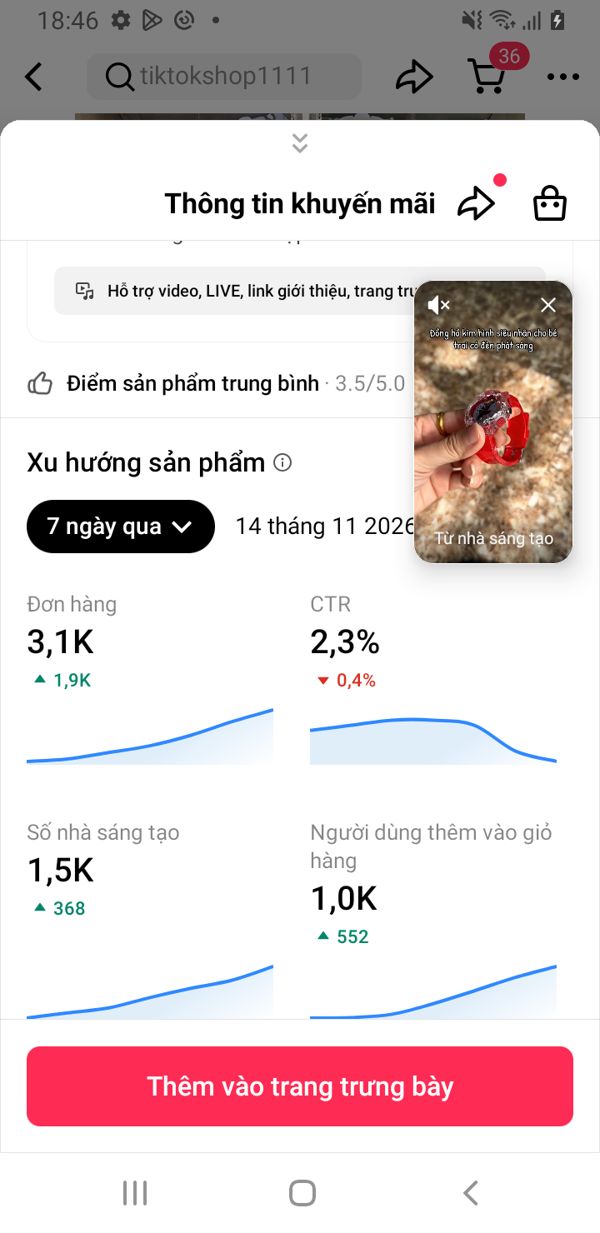 18:46
36
tiktokshop1111
Thông tin khuyến mãi
Hỗ trợ video, LIVE, link giới thiệu, trang trư
Điểm sản phẩm trung bình · 3.5/5.0
Đồng hồ kim hình siêu nhân cho bé
trai có đèn phát sáng
Từ nhà sáng tạo
Xu hướng sản phẩm
7 ngày qua
14 tháng 11 2026
Đơn hàng
3,1K
1,9K
CTR
2,3%
0,4%
Số nhà sáng tạo
1,5K
368
Người dùng thêm vào giỏ
hàng
1,0K
552
Thêm vào trang trưng bày